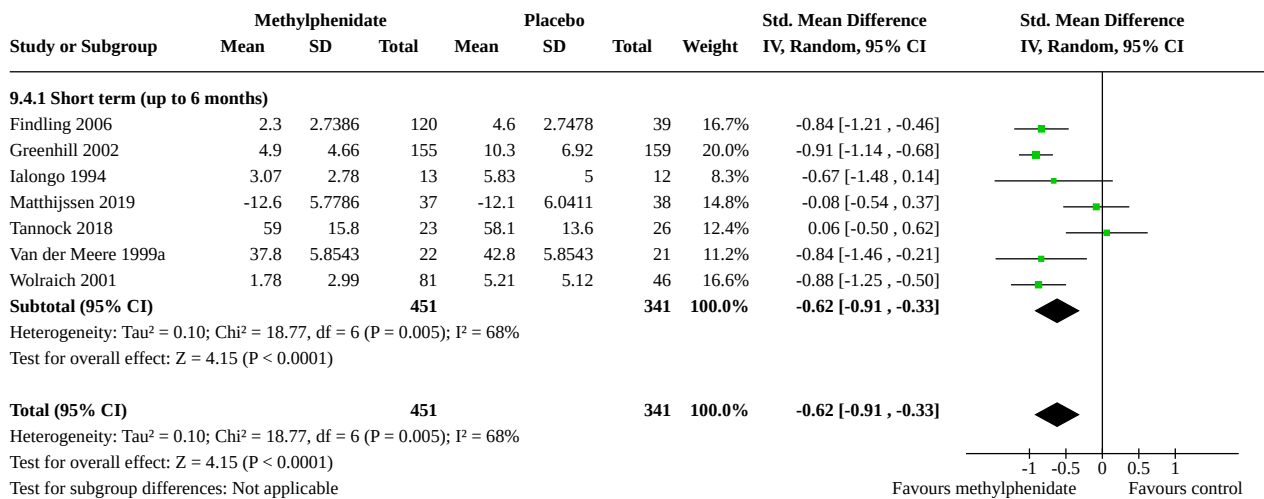 Methylphenidate Placebo Std. Mean Difference Std. Mean Difference
Study or Subgroup Mean SD Total Mean SD Total Weight IV, Random, 95% CI IV, Random, 95% CI
9.4.1 Short term (up to 6 months)
Findling 2006 2.3 2.7386 120 4.6 2.7478 39 16.7% -0.84 [-1.21 , -0.46]
Greenhill 2002 4.9 4.66 155 10.3 6.92 159 20.0% -0.91 [-1.14 , -0.68]
Ialongo 1994 3.07 2.78 13 5.83 5 12 8.3% -0.67 [-1.48 , 0.14]
Matthijssen 2019 -12.6 5.7786 37 -12.1 6.0411 38 14.8% -0.08 [-0.54 , 0.37]
Tannock 2018 59 15.8 23 58.1 13.6 26 12.4% 0.06 [-0.50 , 0.62]
Van der Meere 1999a 37.8 5.8543 22 42.8 5.8543 21 11.2% -0.84 [-1.46 , -0.21]
Wolraich 2001 1.78 2.99 81 5.21 5.12 46 16.6% -0.88 [-1.25 , -0.50]
Subtotal (95% CI) 451 341 100.0% -0.62 [-0.91 , -0.33]
Heterogeneity: Tau² = 0.10; Chi² = 18.77, df = 6 (P = 0.005); I² = 68%
Test for overall effect: Z = 4.15 (P < 0.0001)
Total (95% CI) 451 341 100.0% -0.62 [-0.91 , -0.33]
Heterogeneity: Tau² = 0.10; Chi² = 18.77, df = 6 (P = 0.005); I² = 68%
Test for overall effect: Z = 4.15 (P < 0.0001) -1 -0.5 0 0.5 1
Test for subgroup differences: Not applicable Favours methylphenidate Favours control